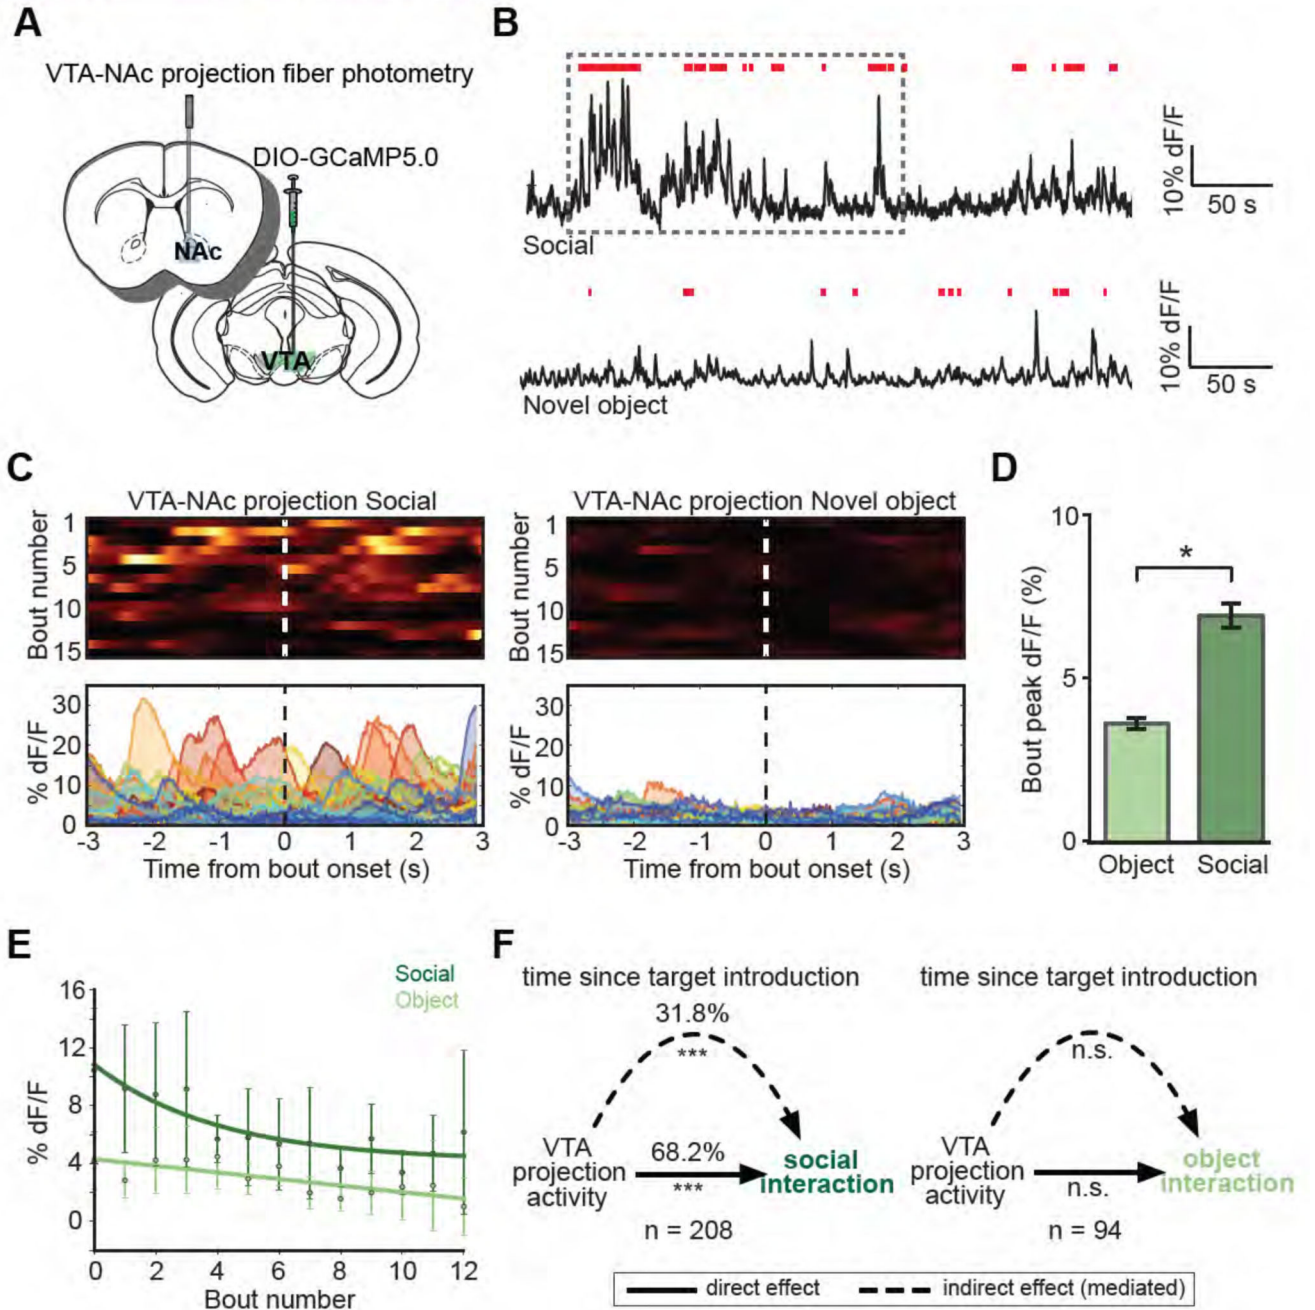 A
VTA-NAc projection fiber photometry
DIO-GCaMP5.0
NAc
VTA
B
10% dF/F
50 s
Social
10% dF/F
50 s
Novel object
C
VTA-NAc projection Social
Bout number
1
5
10
15
% dF/F
30
20
10
0
-3 -2 -1 0 1 2 3
Time from bout onset (s)
VTA-NAc projection Novel object
Bout number
1
5
10
15
% dF/F
30
20
10
0
-3 -2 -1 0 1 2 3
Time from bout onset (s)
D
Bout peak dF/F (%)
10
5
0
*
Object Social
E
Social
Object
% dF/F
16
12
8
4
0
0 2 4 6 8 10 12
Bout number
F
time since target introduction
31.8%
***
VTA
projection
activity
68.2%
***
social
interaction
n = 208
time since target introduction
n.s.
VTA
projection
activity
n.s.
object
interaction
n = 94
direct effect
indirect effect (mediated)